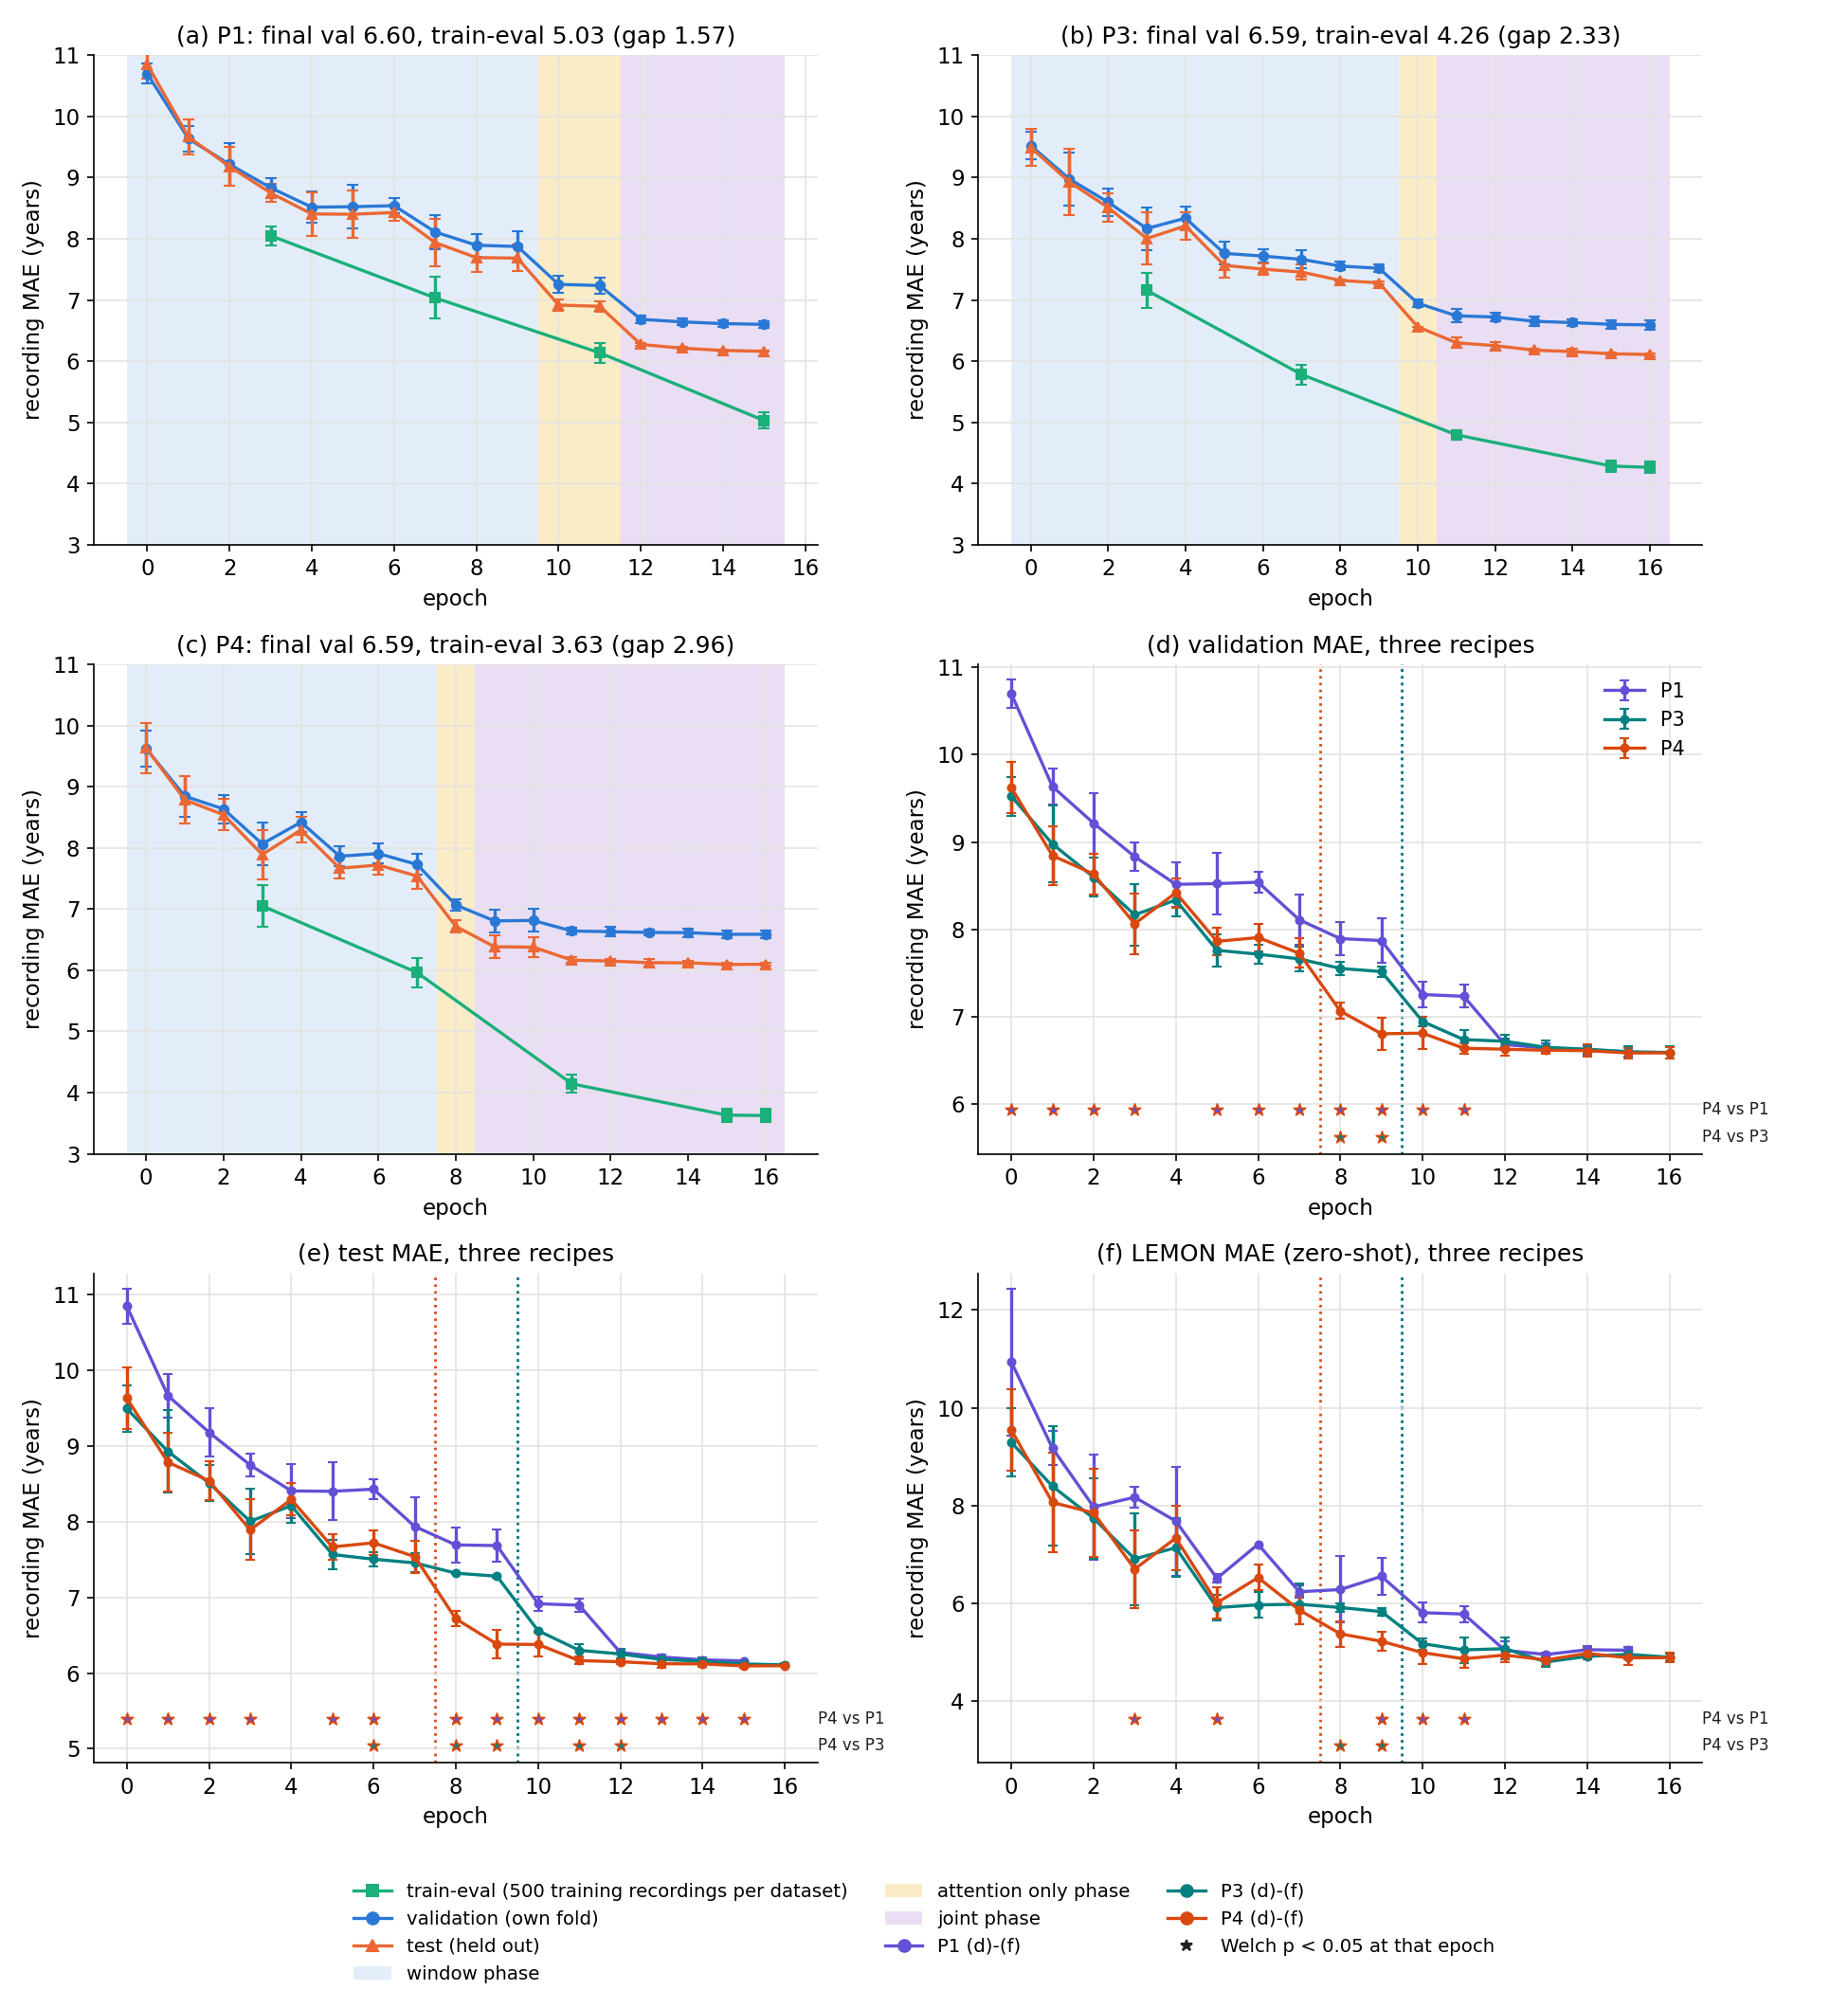 (a) P1: final val 6.60, train-eval 5.03 (gap 1.57)
11
10
9
8
7
6
5
4
3
recording MAE (years)
0 2 4 6 8 10 12 14 16
epoch
(b) P3: final val 6.59, train-eval 4.26 (gap 2.33)
11
10
9
8
7
6
5
4
3
recording MAE (years)
0 2 4 6 8 10 12 14 16
epoch
(c) P4: final val 6.59, train-eval 3.63 (gap 2.96)
11
10
9
8
7
6
5
4
3
recording MAE (years)
0 2 4 6 8 10 12 14 16
epoch
(d) validation MAE, three recipes
11
10
9
8
7
6
recording MAE (years)
P1
P3
P4
P4 vs P1
P4 vs P3
0 2 4 6 8 10 12 14 16
epoch
(e) test MAE, three recipes
11
10
9
8
7
6
5
recording MAE (years)
P4 vs P1
P4 vs P3
0 2 4 6 8 10 12 14 16
epoch
(f) LEMON MAE (zero-shot), three recipes
12
10
8
6
4
recording MAE (years)
P4 vs P1
P4 vs P3
0 2 4 6 8 10 12 14 16
epoch
train-eval (500 training recordings per dataset)
validation (own fold)
test (held out)
window phase
attention only phase
joint phase
P1 (d)-(f)
P3 (d)-(f)
P4 (d)-(f)
Welch p < 0.05 at that epoch